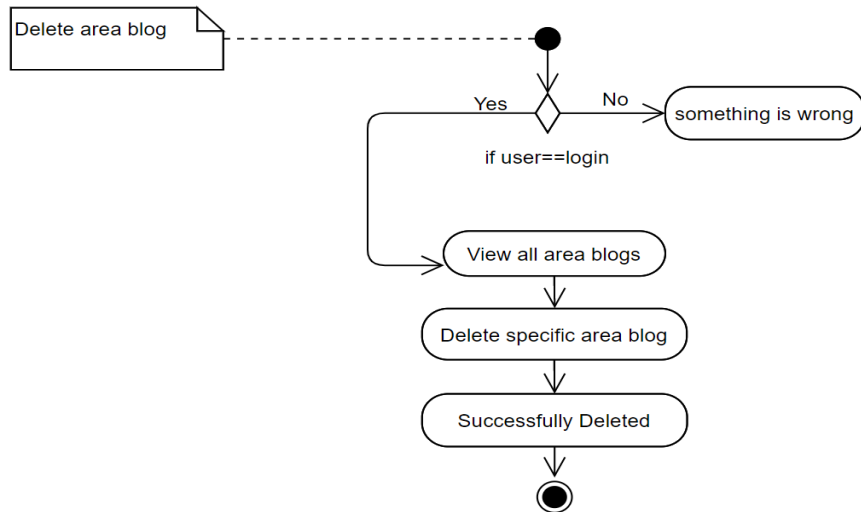 Delete area blog
Yes
No
something is wrong
if user==login
View all area blogs
Delete specific area blog
Successfully Deleted